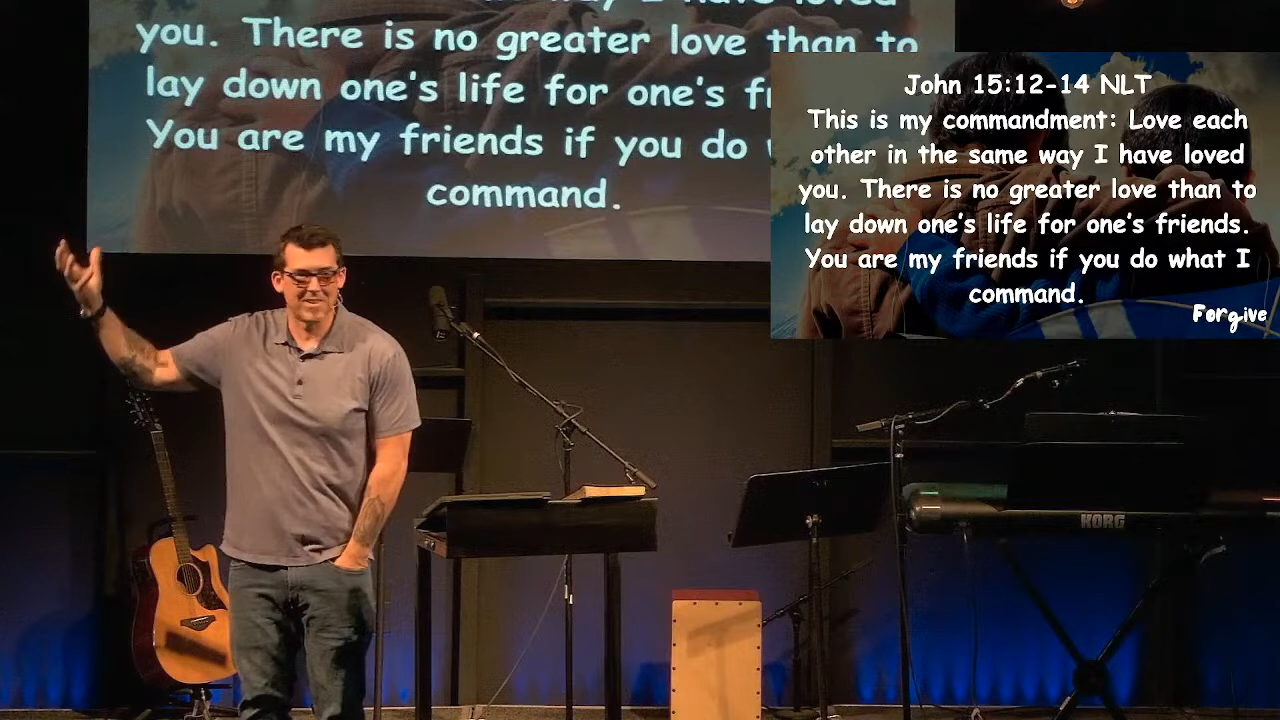 way I have loved
you. There is no greater love than to
lay down one's life for one's
You are my friends if you do
command.
John 15:12-14 NLT
This is my commandment: Love each
other in the same way I have loved
you. There is no greater love than to
lay down one's life for one's friends.
You are my friends if you do what I
command.
Forgive
KORG